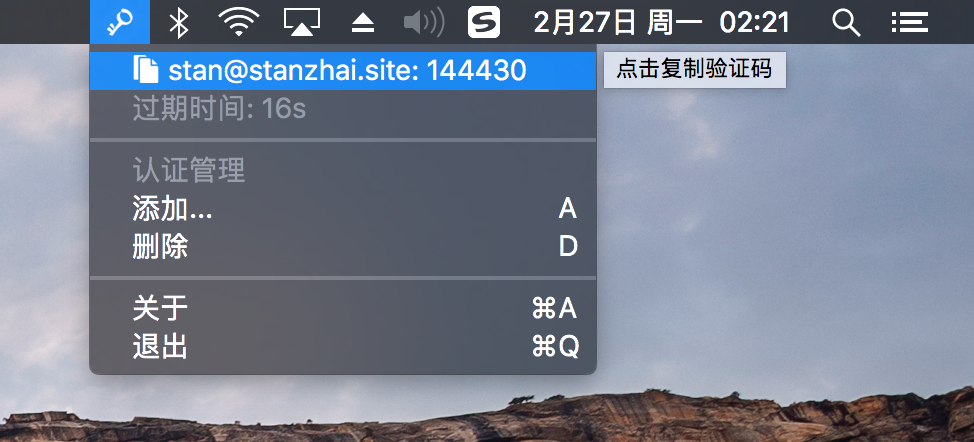 2月27日 周一 02:21
stan@stanzhai.site: 144430
点击复制验证码
过期时间: 16s
认证管理
添加... A
删除 D
关于 ⌘A
退出 ⌘Q